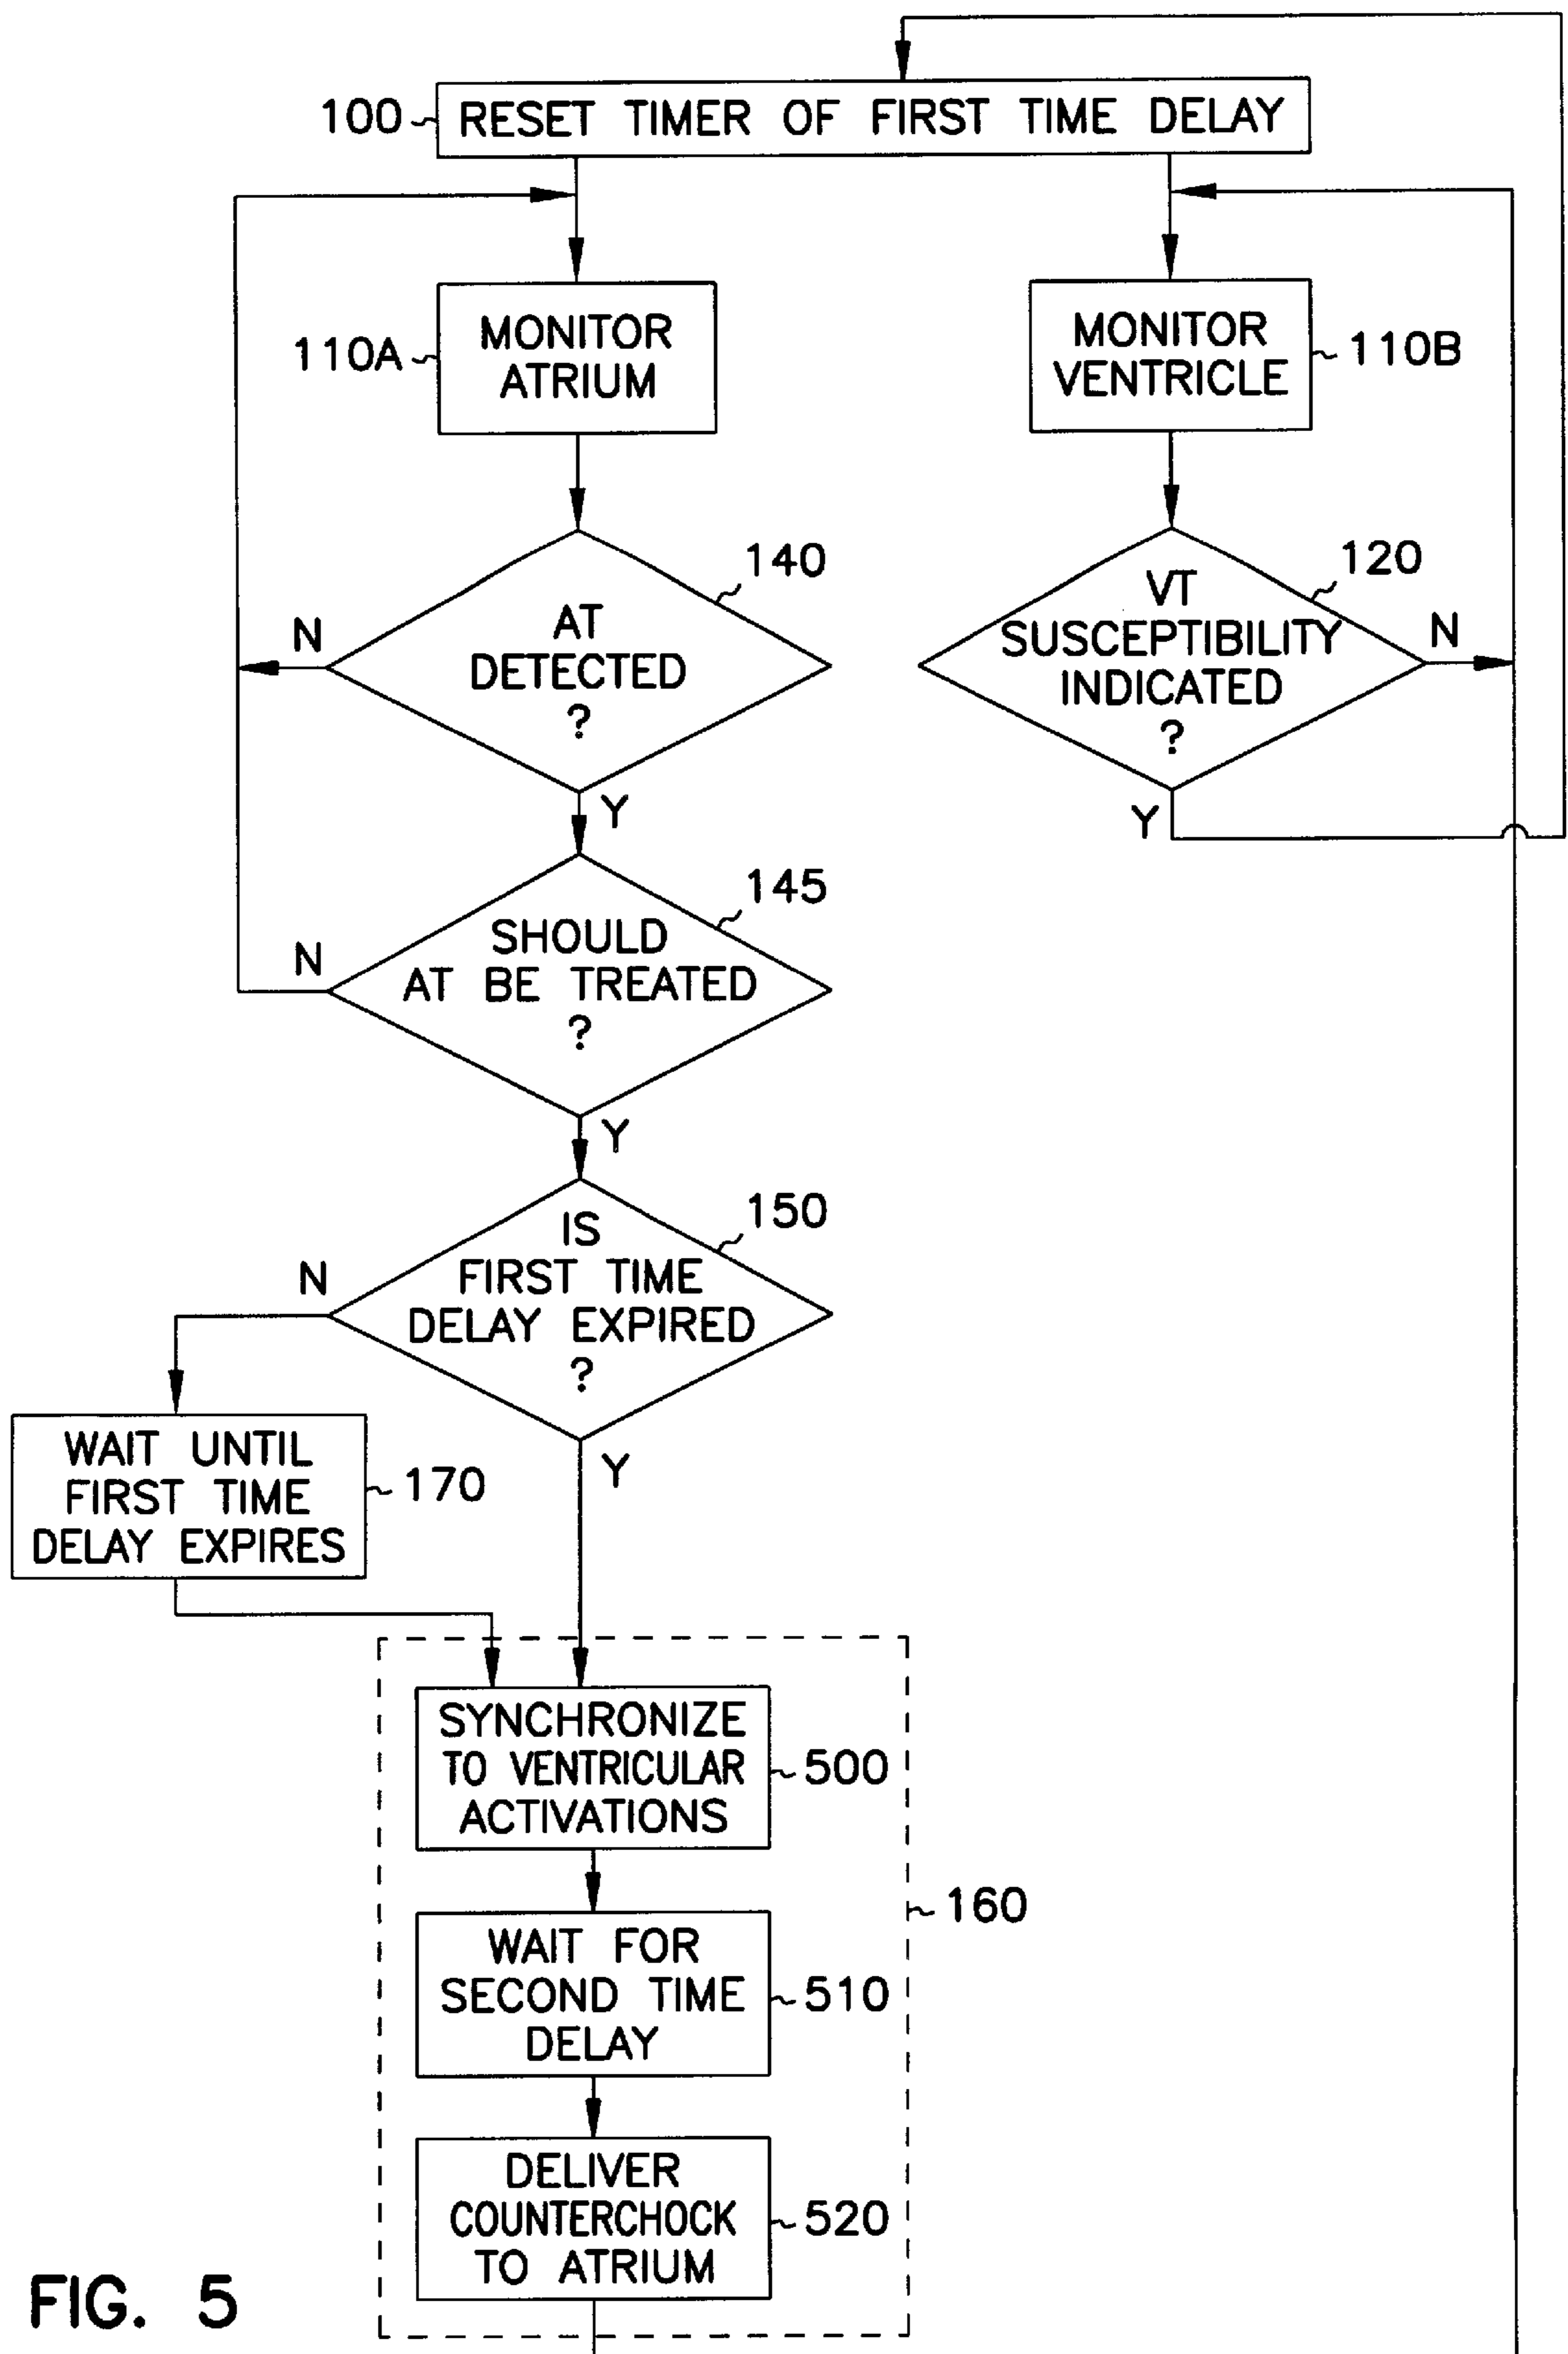 100
RESET TIMER OF FIRST TIME DELAY
110A
MONITOR
ATRIUM
MONITOR
VENTRICLE
110B
140
AT
DETECTED
?
N
Y
120
VT
SUSCEPTIBILITY
INDICATED
?
N
Y
145
SHOULD
AT BE TREATED
?
N
Y
150
IS
FIRST TIME
DELAY EXPIRED
?
N
Y
WAIT UNTIL
FIRST TIME
DELAY EXPIRES
170
SYNCHRONIZE
TO VENTRICULAR
ACTIVATIONS
500
160
WAIT FOR
SECOND TIME
DELAY
510
DELIVER
COUNTERCHOCK
TO ATRIUM
520
FIG. 5